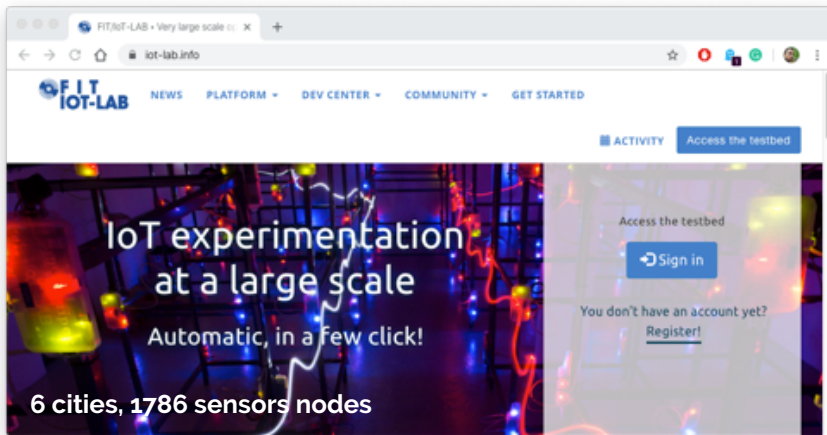 FIT/IoT-LAB • Very large scale
iot-lab.info
FIT
IOT-LAB
NEWS
PLATFORM
DEV CENTER
COMMUNITY
GET STARTED
ACTIVITY
Access the testbed
IoT experimentation
at a large scale
Automatic, in a few click!
6 cities, 1786 sensors nodes
Access the testbed
Sign in
You don't have an account yet?
Register!